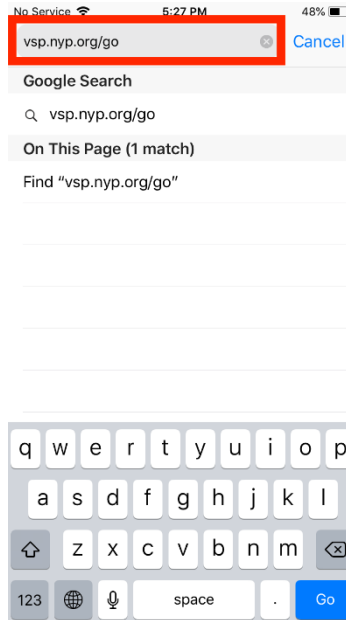 No Service 5:27 PM 48%
vsp.nyp.org/go Cancel
Google Search
vsp.nyp.org/go
On This Page (1 match)
Find “vsp.nyp.org/go”
q w e r t y u i o p
a s d f g h j k l
z x c v b n m
123 space . Go